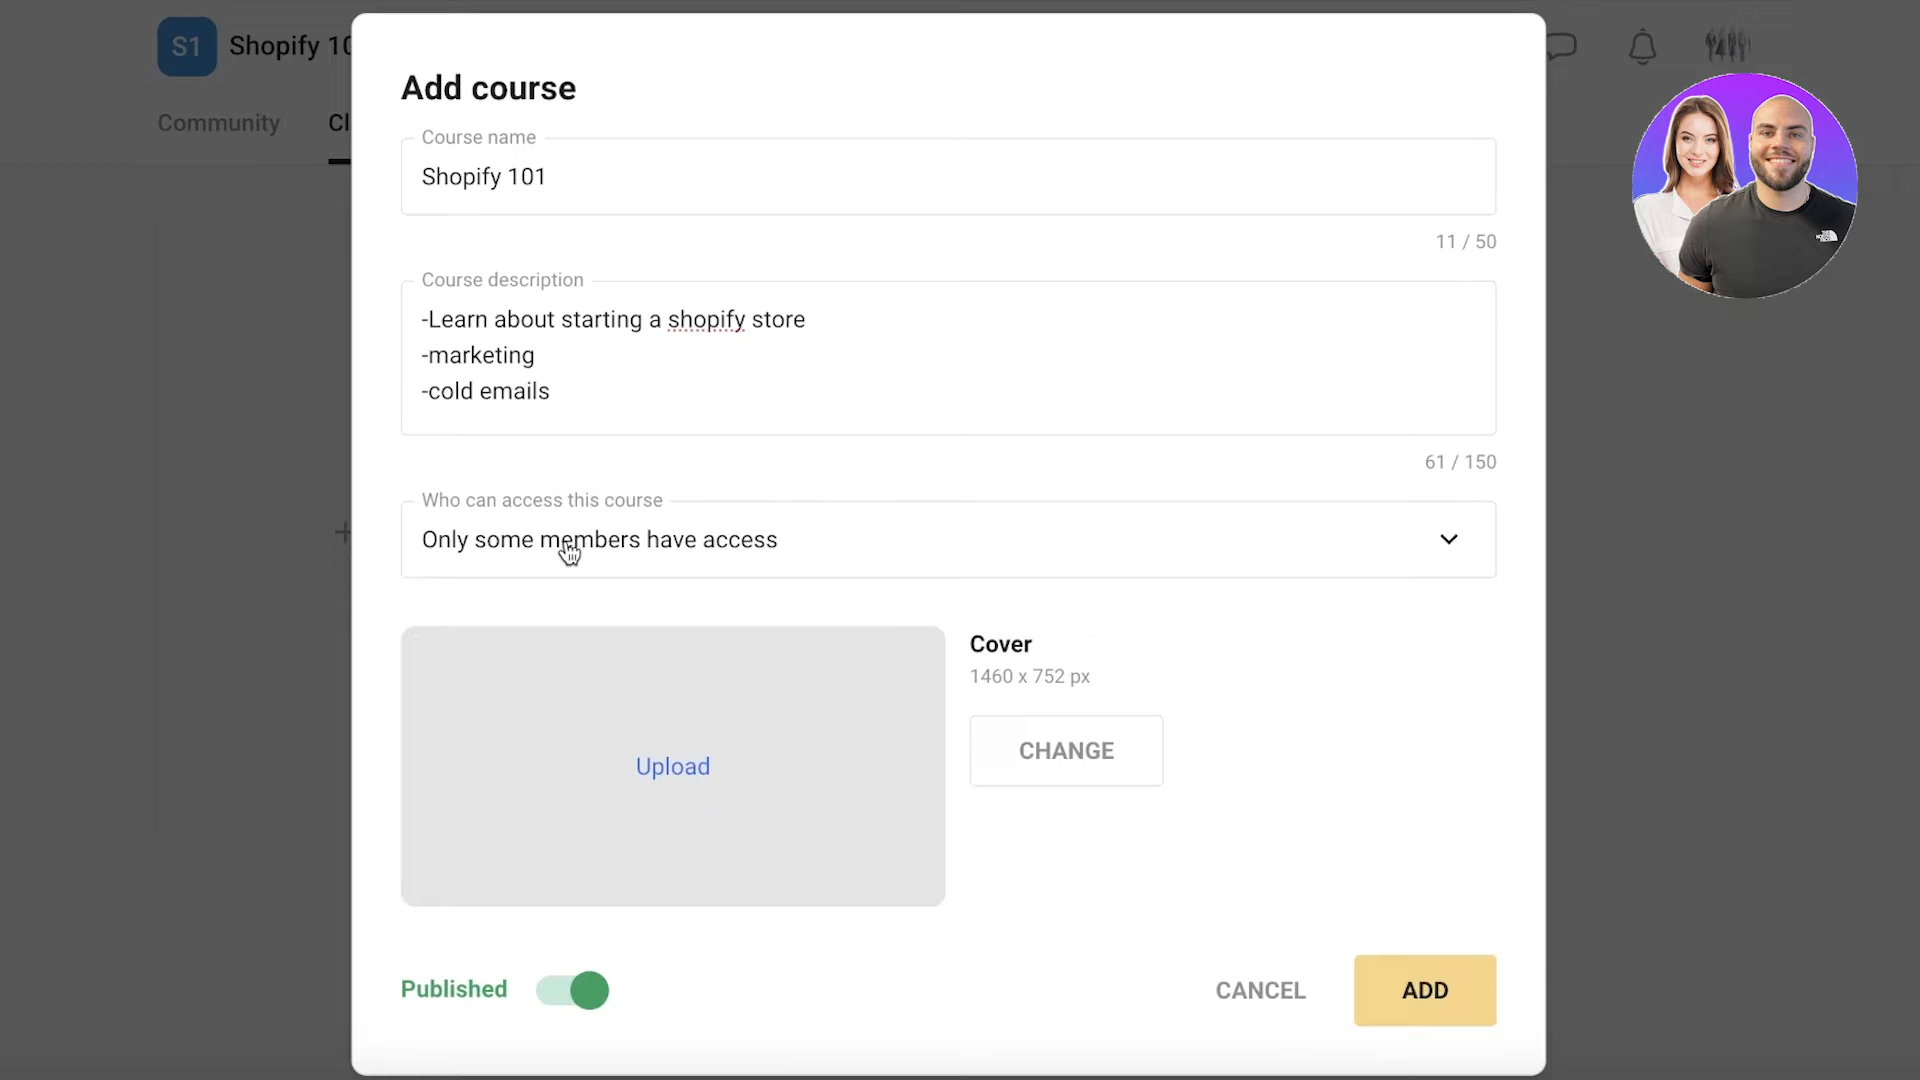 S1 Shopify 10
Community Cl
Add course
Course name
Shopify 101
11 / 50
Course description
-Learn about starting a shopify store
-marketing
-cold emails
61 / 150
Who can access this course
Only some members have access
Upload
Cover
1460 x 752 px
CHANGE
Published
CANCEL
ADD